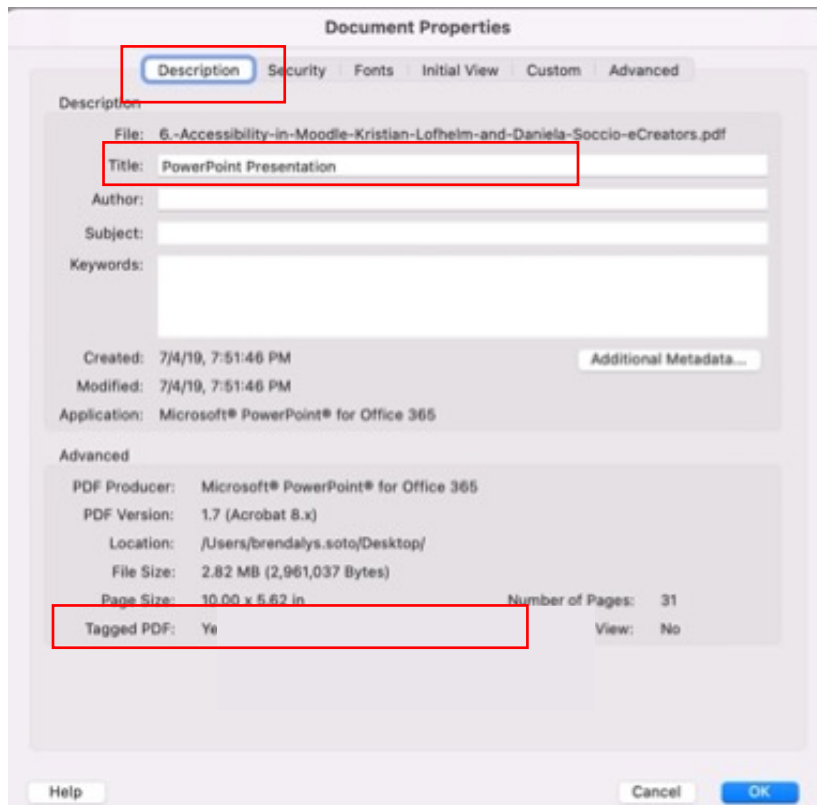 Document Properties
Description Security Fonts Initial View Custom Advanced
Description
File: 6.-Accessibility-in-Moodle-Kristian-Lofhelm-and-Daniela-Soccio-eCreators.pdf
Title: PowerPoint Presentation
Author:
Subject:
Keywords:
Created: 7/4/19, 7:51:46 PM Additional Metadata...
Modified: 7/4/19, 7:51:46 PM
Application: Microsoft® PowerPoint® for Office 365
Advanced
PDF Producer: Microsoft® PowerPoint® for Office 365
PDF Version: 1.7 (Acrobat 8.x)
Location: /Users/brendalys.soto/Desktop/
File Size: 2.82 MB (2,961,037 Bytes)
Page Size: 10.00 x 5.62 in Number of Pages: 31
Tagged PDF: Ye View: No
Help Cancel OK